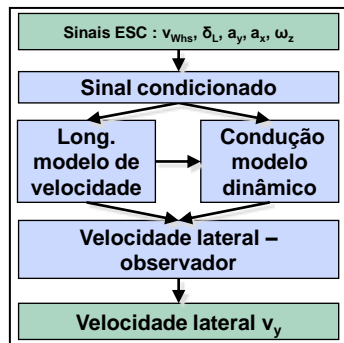 Sinais ESC : vWhs, δL, ay, ax, ωz
Sinal condicionado
Long.
modelo de
velocidade
Condução
modelo
dinâmico
Velocidade lateral –
observador
Velocidade lateral vy